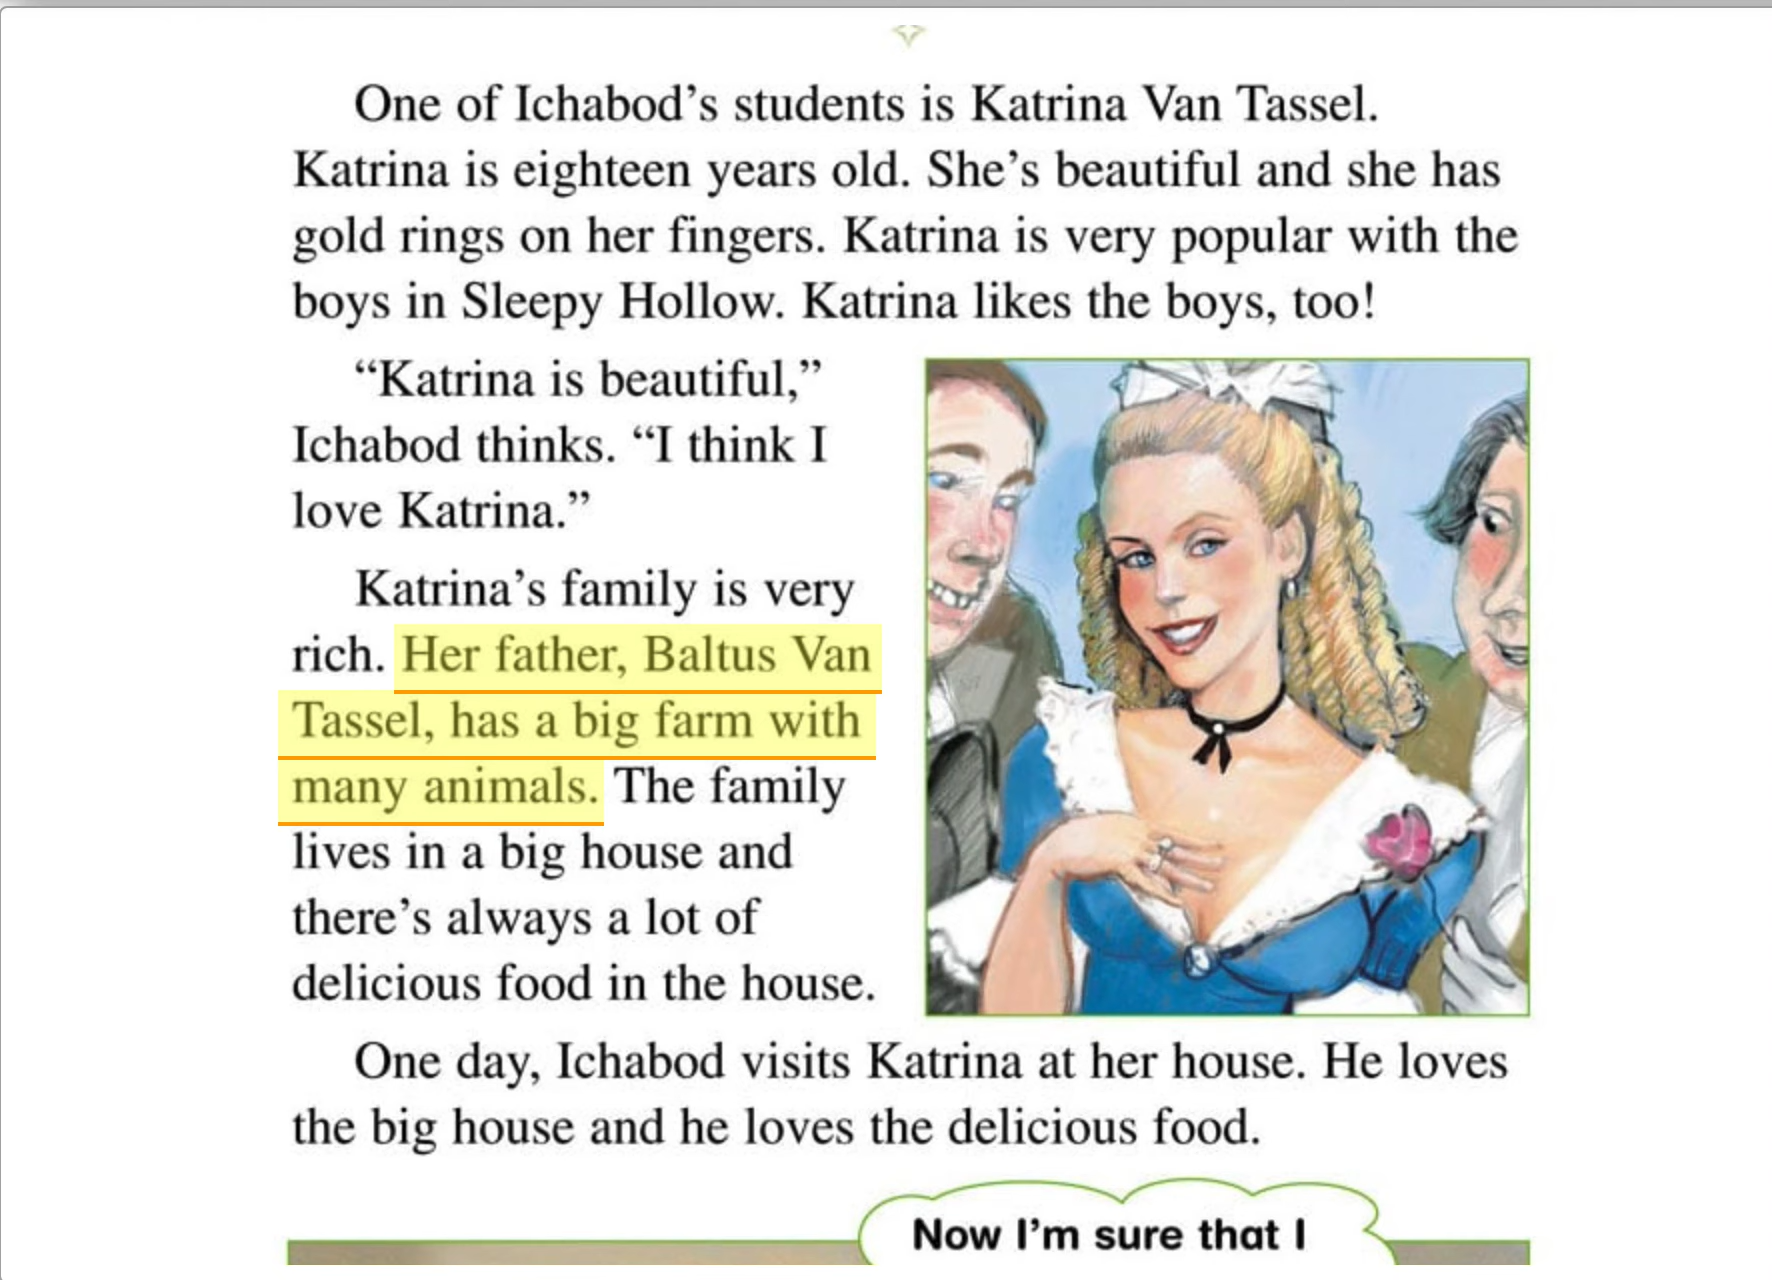 One of Ichabod’s students is Katrina Van Tassel.
Katrina is eighteen years old. She’s beautiful and she has
gold rings on her fingers. Katrina is very popular with the
boys in Sleepy Hollow. Katrina likes the boys, too!
“Katrina is beautiful,”
Ichabod thinks. “I think I
love Katrina.”
Katrina’s family is very
rich. Her father, Baltus Van
Tassel, has a big farm with
many animals. The family
lives in a big house and
there’s always a lot of
delicious food in the house.
One day, Ichabod visits Katrina at her house. He loves
the big house and he loves the delicious food.
Now I’m sure that I